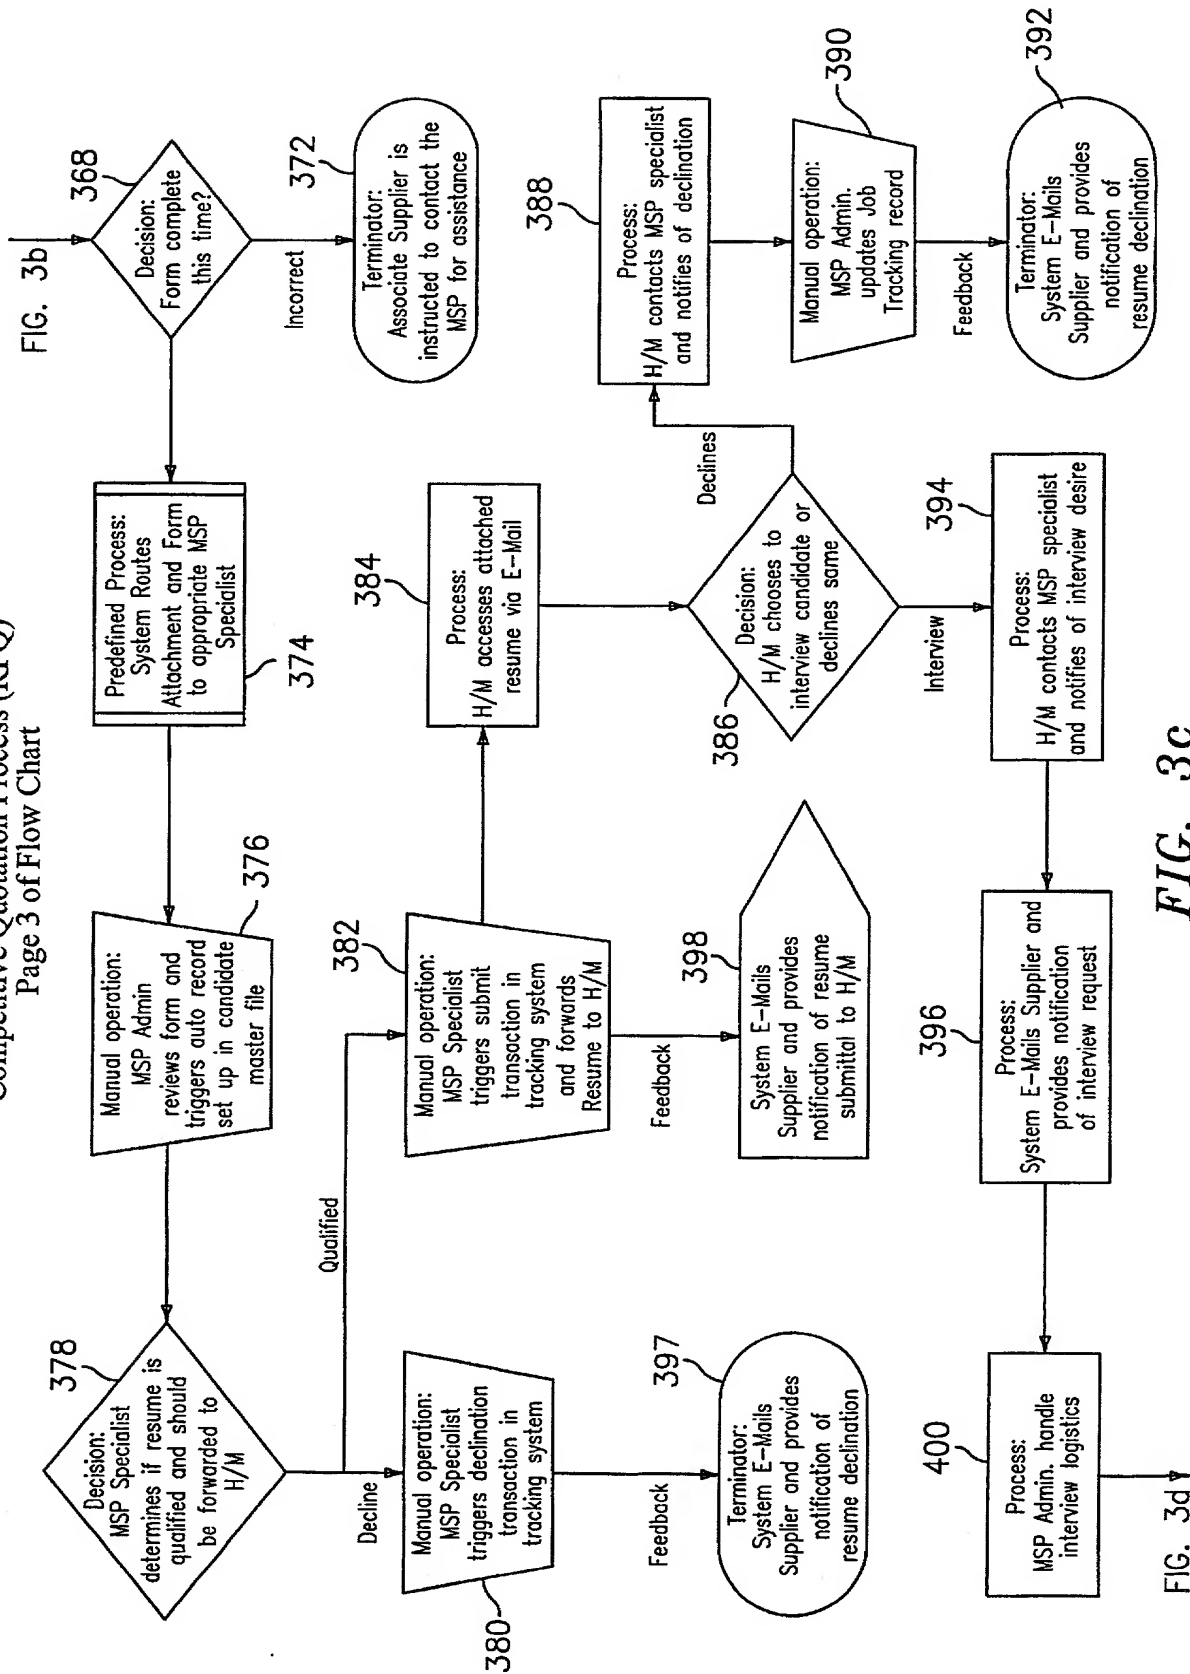 Page 3 of Flow Chart
FIG. 3b
368
Decision:
Form complete
this time?
Incorrect
372
Terminator:
Associate Supplier is
instructed to contact the
MSP for assistance
Predefined Process:
System Routes
Attachment and Form
to appropriate MSP
Specialist
374
376
Manual operation:
MSP Admin
reviews form and
triggers auto record
set up in candidate
master file
378
Decision:
MSP Specialist
determines if resume is
qualified and should
be forwarded to
H/M
Qualified
Decline
380
Manual operation:
MSP Specialist
triggers declination
transaction in
tracking system
Feedback
397
Terminator:
System E-Mails
Supplier and provides
notification of
resume declination
382
Manual operation:
MSP Specialist
triggers submit
transaction in
tracking system
and forwards
Resume to H/M
Feedback
398
System E-Mails
Supplier and provides
notification of resume
submittal to H/M
384
Process:
H/M accesses attached
resume via E-Mail
386
Decision:
H/M chooses to
interview candidate or
declines same
Declines
388
Process:
H/M contacts MSP specialist
and notifies of declination
390
Manual operation:
MSP Admin.
updates Job
Tracking record
Feedback
392
Terminator:
System E-Mails
Supplier and provides
notification of
resume declination
Interview
394
Process:
H/M contacts MSP specialist
and notifies of interview desire
396
Process:
System E-Mails Supplier and
provides notification
of interview request
400
Process:
MSP Admin. handle
interview logistics
FIG. 3d
FIG. 3c